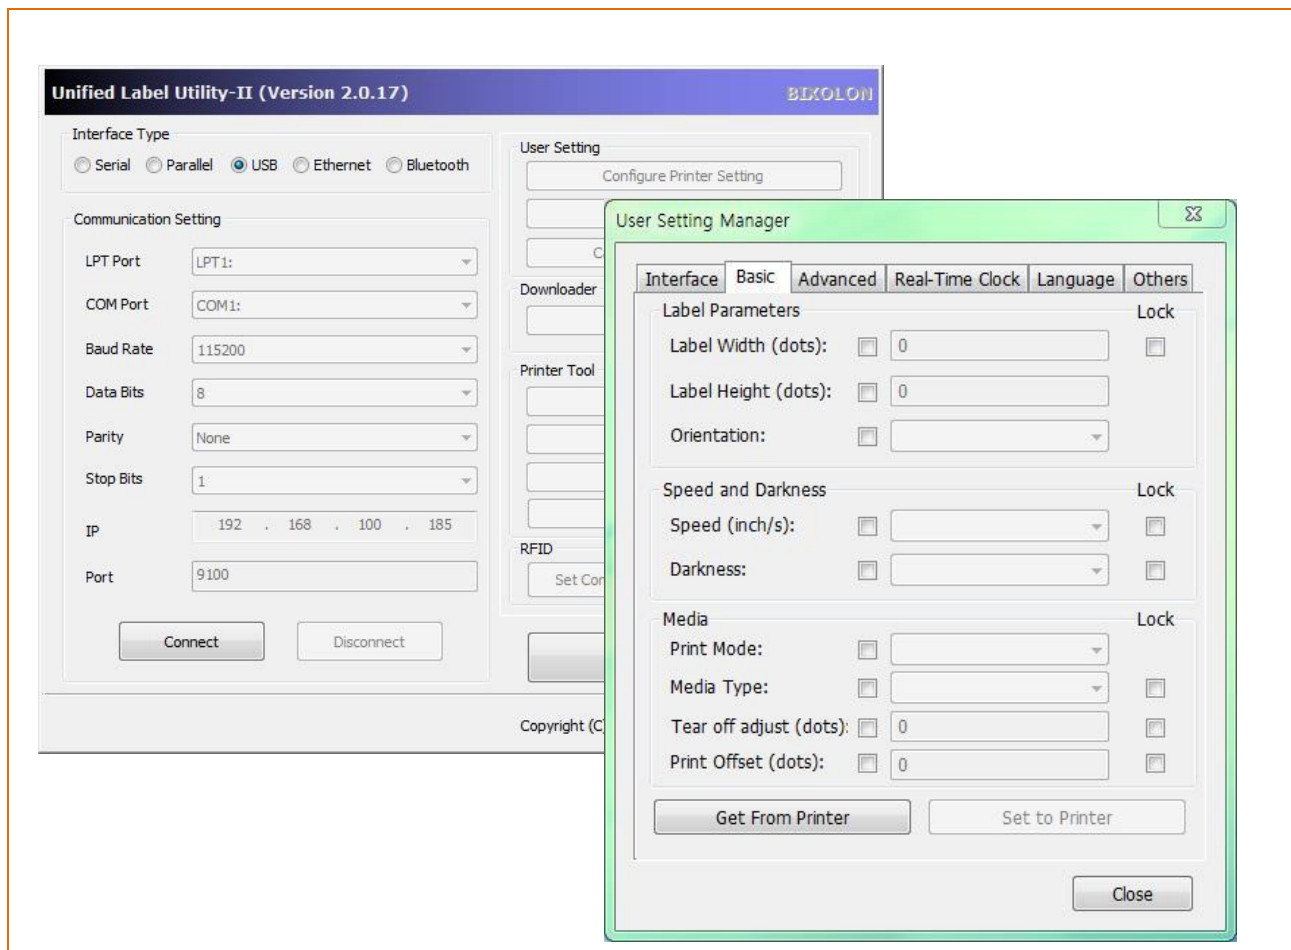 Unified Label Utility-II (Version 2.0.17)
BIXOLON
Interface Type
Serial Parallel USB Ethernet Bluetooth
Communication Setting
LPT Port LPT1:
COM Port COM1:
Baud Rate 115200
Data Bits 8
Parity None
Stop Bits 1
IP 192 . 168 . 100 . 185
Port 9100
Connect Disconnect
User Setting
Configure Printer Setting
Downloader
Printer Tool
RFID
Set
Copyright (C)
User Setting Manager
Interface Basic Advanced Real-Time Clock Language Others
Label Parameters Lock
Label Width (dots): 0
Label Height (dots): 0
Orientation:
Speed and Darkness Lock
Speed (inch/s):
Darkness:
Media Lock
Print Mode:
Media Type:
Tear off adjust (dots): 0
Print Offset (dots): 0
Get From Printer Set to Printer
Close